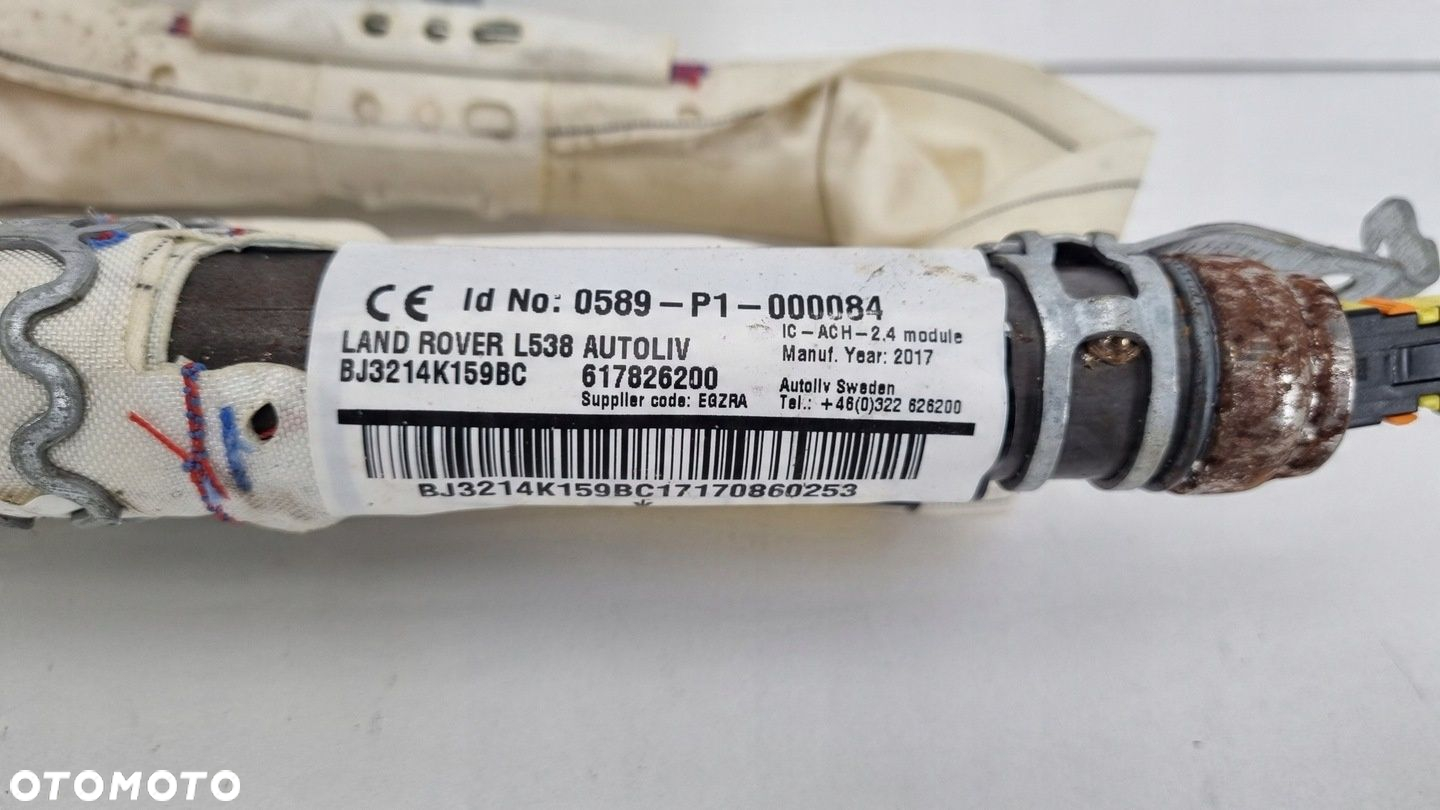 CE Id No: 0589-P1-000084
IC-ACH-2.4 module
LAND ROVER L538 AUTOLIV
Manuf. Year: 2017
BJ3214K159BC 617826200
Autoliv Sweden
Supplier code: EGZRA
Tel.: +46(0)322 626200
BJ3214K159BC17170860253
*
OTOMOTO